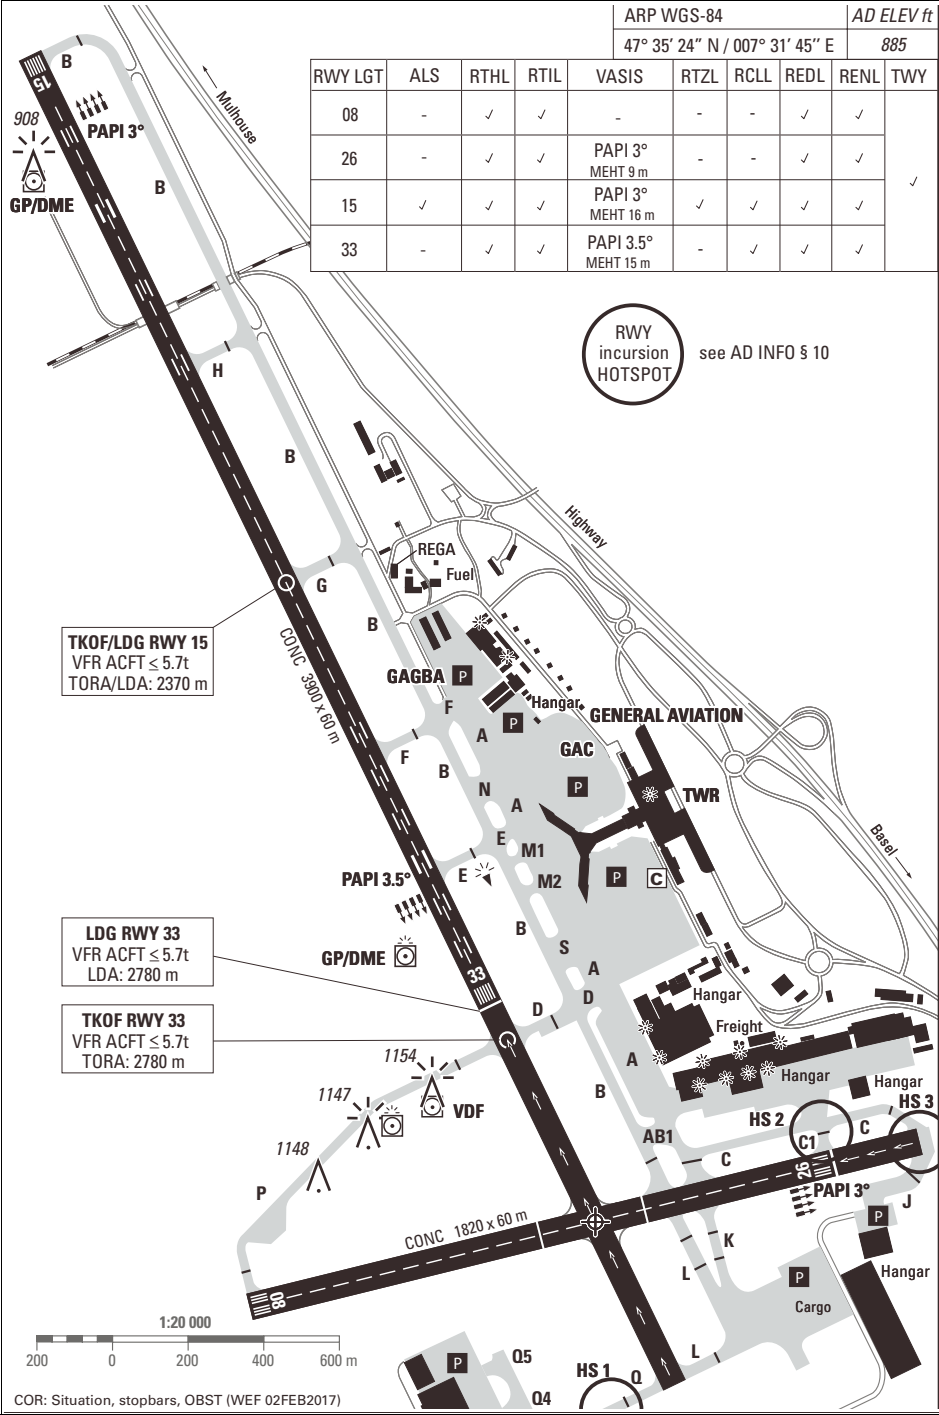 ARP WGS-84
AD ELEV ft
47° 35′ 24″ N / 007° 31′ 45″ E
885
RWY LGT ALS RTHL RTIL VASIS RTZL RCLL REDL RENL TWY
08 - ✓ ✓ - - - ✓ ✓ ✓
26 - ✓ ✓ PAPI 3° - - ✓ ✓
MEHT 9 m
15 ✓ ✓ ✓ PAPI 3° ✓ ✓ ✓ ✓
MEHT 16 m
33 - ✓ ✓ PAPI 3.5° - ✓ ✓ ✓
MEHT 15 m
B
15
908
PAPI 3°
Mulhouse
GP/DME
B
RWY
incursion
HOTSPOT
see AD INFO § 10
H
B
Highway
REGA
Fuel
G
B
TKOF/LDG RWY 15
VFR ACFT ≤ 5.7t
TORA/LDA: 2370 m
CONC 3900 x 60 m
GAGBA
P
Hangar
GENERAL AVIATION
F
A
P
GAC
F
B
N
A
P
TWR
E
M1
Basel
E
M2
P
C
PAPI 3.5°
B
S
A
GP/DME
33
D
D
LDG RWY 33
VFR ACFT ≤ 5.7t
LDA: 2780 m
Hangar
Freight
TKOF RWY 33
VFR ACFT ≤ 5.7t
TORA: 2780 m
1154
A
Hangar
Hangar
1147
VDF
B
HS 2
HS 3
AB1
C1
C
1148
C
26
P
PAPI 3°
J
CONC 1820 x 60 m
P
K
L
Hangar
P
Cargo
08
1:20 000
200 0 200 400 600 m
P
Q5
L
HS 1
Q
Q4
COR: Situation, stopbars, OBST (WEF 02FEB2017)